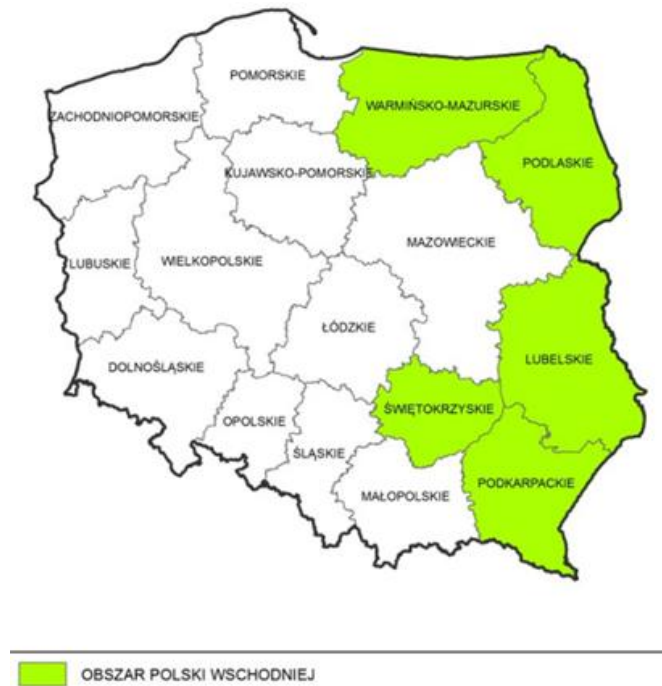 POMORSKIE
WARMIŃSKO-MAZURSKIE
ZACHODNIOPOMORSKIE
PODLASKIE
KUJAWSKO-POMORSKIE
MAZOWIECKIE
LUBUSKIE
WIELKOPOLSKIE
ŁÓDZKIE
LUBELSKIE
DOLNOŚLĄSKIE
ŚWIĘTOKRZYSKIE
OPOLSKIE
ŚLĄSKIE
PODKARPACKIE
MAŁOPOLSKIE
OBSZAR POLSKI WSCHODNIEJ